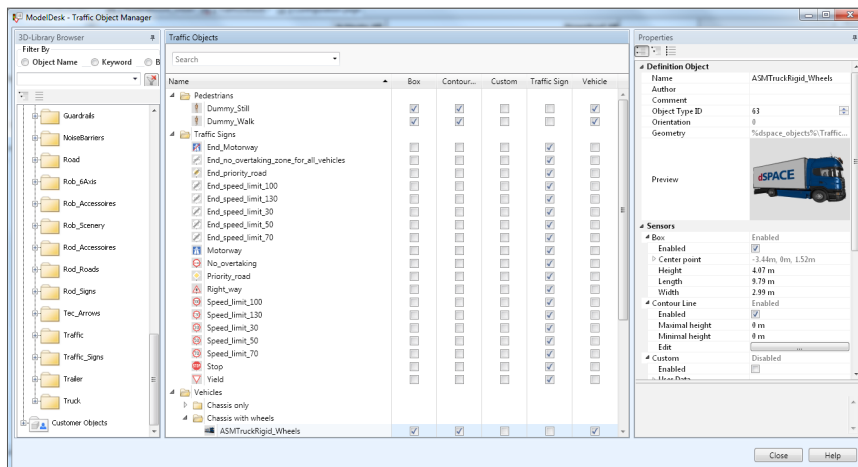 ModelDesk - Traffic Object Manager
3D-Library Browser
Filter By
Object Name Keyword B
Guardrails
NoiseBarriers
Road
Rob_6Axis
Rob_Accessoires
Rob_Scenery
Rod_Accessoires
Rod_Roads
Rod_Signs
Tec_Arrows
Traffic
Traffic_Signs
Trailer
Truck
Customer Objects
Traffic Objects
Search
Name Box Contour... Custom Traffic Sign Vehicle
Pedestrians
Dummy_Still
Dummy_Walk
Traffic Signs
End_Motorway
End_no_overtaking_zone_for_all_vehicles
End_priority_road
End_speed_limit_100
End_speed_limit_130
End_speed_limit_30
End_speed_limit_50
End_speed_limit_70
Motorway
No_overtaking
Priority_road
Right_way
Speed_limit_100
Speed_limit_130
Speed_limit_30
Speed_limit_50
Speed_limit_70
Stop
Yield
Vehicles
Chassis only
Chassis with wheels
ASMTruckRigid_Wheels
Properties
Definition Object
Name ASMTruckRigid_Wheels
Author
Comment
Object Type ID 63
Orientation 0
Geometry %dspace_objects%\Traffic...
Preview
dSPACE
Sensors
Box Enabled
Enabled
Center point -3.44m, 0m, 1.52m
Height 4.07 m
Length 9.79 m
Width 2.99 m
Contour Line Enabled
Enabled
Maximal height 0 m
Minimal height 0 m
Edit ...
Custom Disabled
Enabled
User Data
Close Help